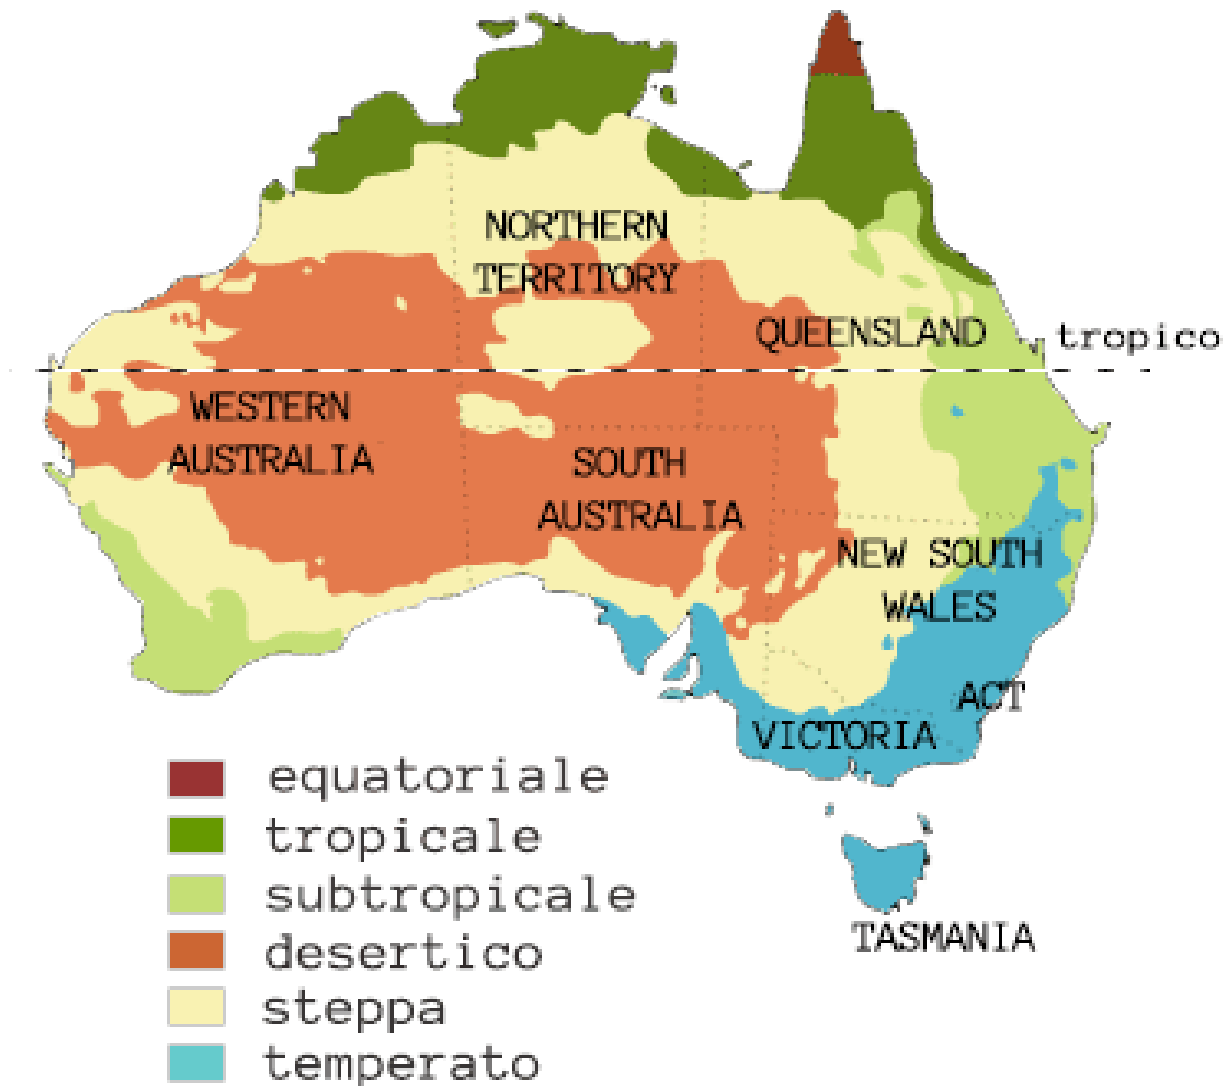 NORTHERN
TERRITORY
QUEENSLAND
tropico
WESTERN
AUSTRALIA
SOUTH
AUSTRALIA
NEW SOUTH
WALES
ACT
VICTORIA
TASMANIA
equatoriale
tropicale
subtropicale
desertico
steppa
temperato